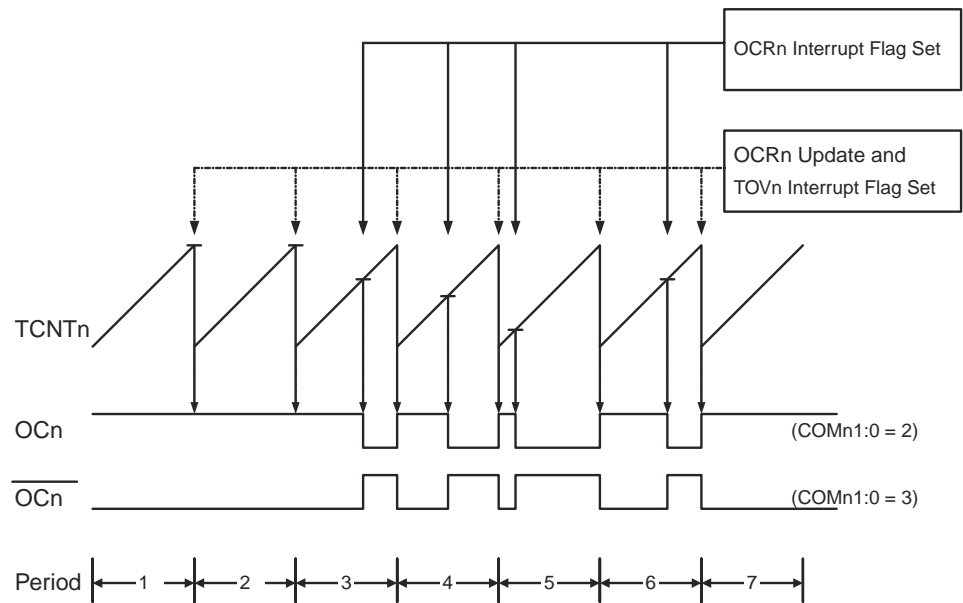 OCRn Interrupt Flag Set
OCRn Update and
TOVn Interrupt Flag Set
TCNTn
OCn
(COMn1:0 = 2)
OCn
(COMn1:0 = 3)
Period
1
2
3
4
5
6
7